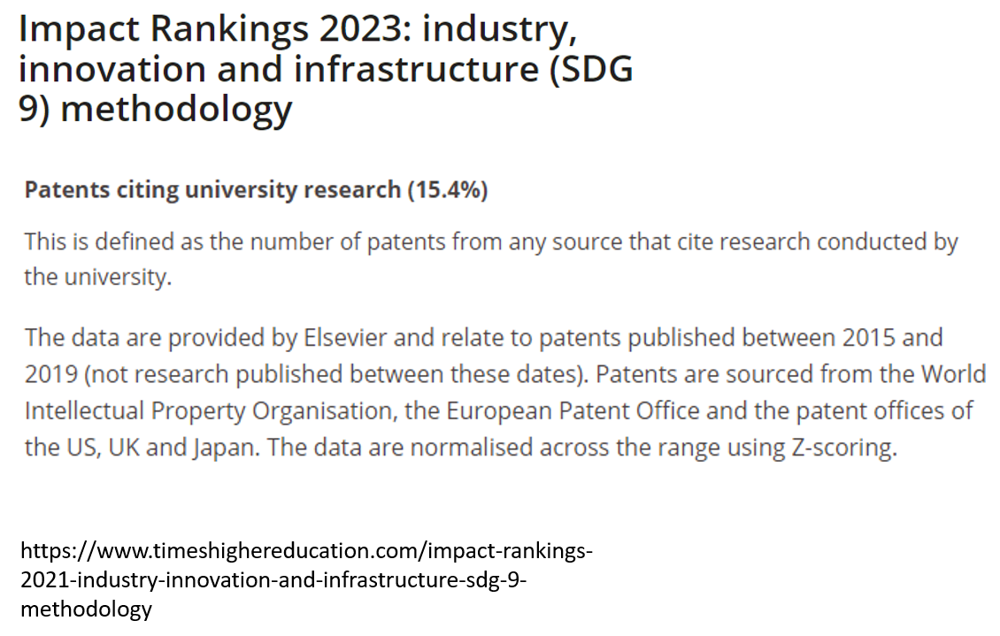 Impact Rankings 2023: industry,
innovation and infrastructure (SDG
9) methodology
Patents citing university research (15.4%)
This is defined as the number of patents from any source that cite research conducted by
the university.
The data are provided by Elsevier and relate to patents published between 2015 and
2019 (not research published between these dates). Patents are sourced from the World
Intellectual Property Organisation, the European Patent Office and the patent offices of
the US, UK and Japan. The data are normalised across the range using Z-scoring.
https://www.timeshighereducation.com/impact-rankings-
2021-industry-innovation-and-infrastructure-sdg-9-
methodology